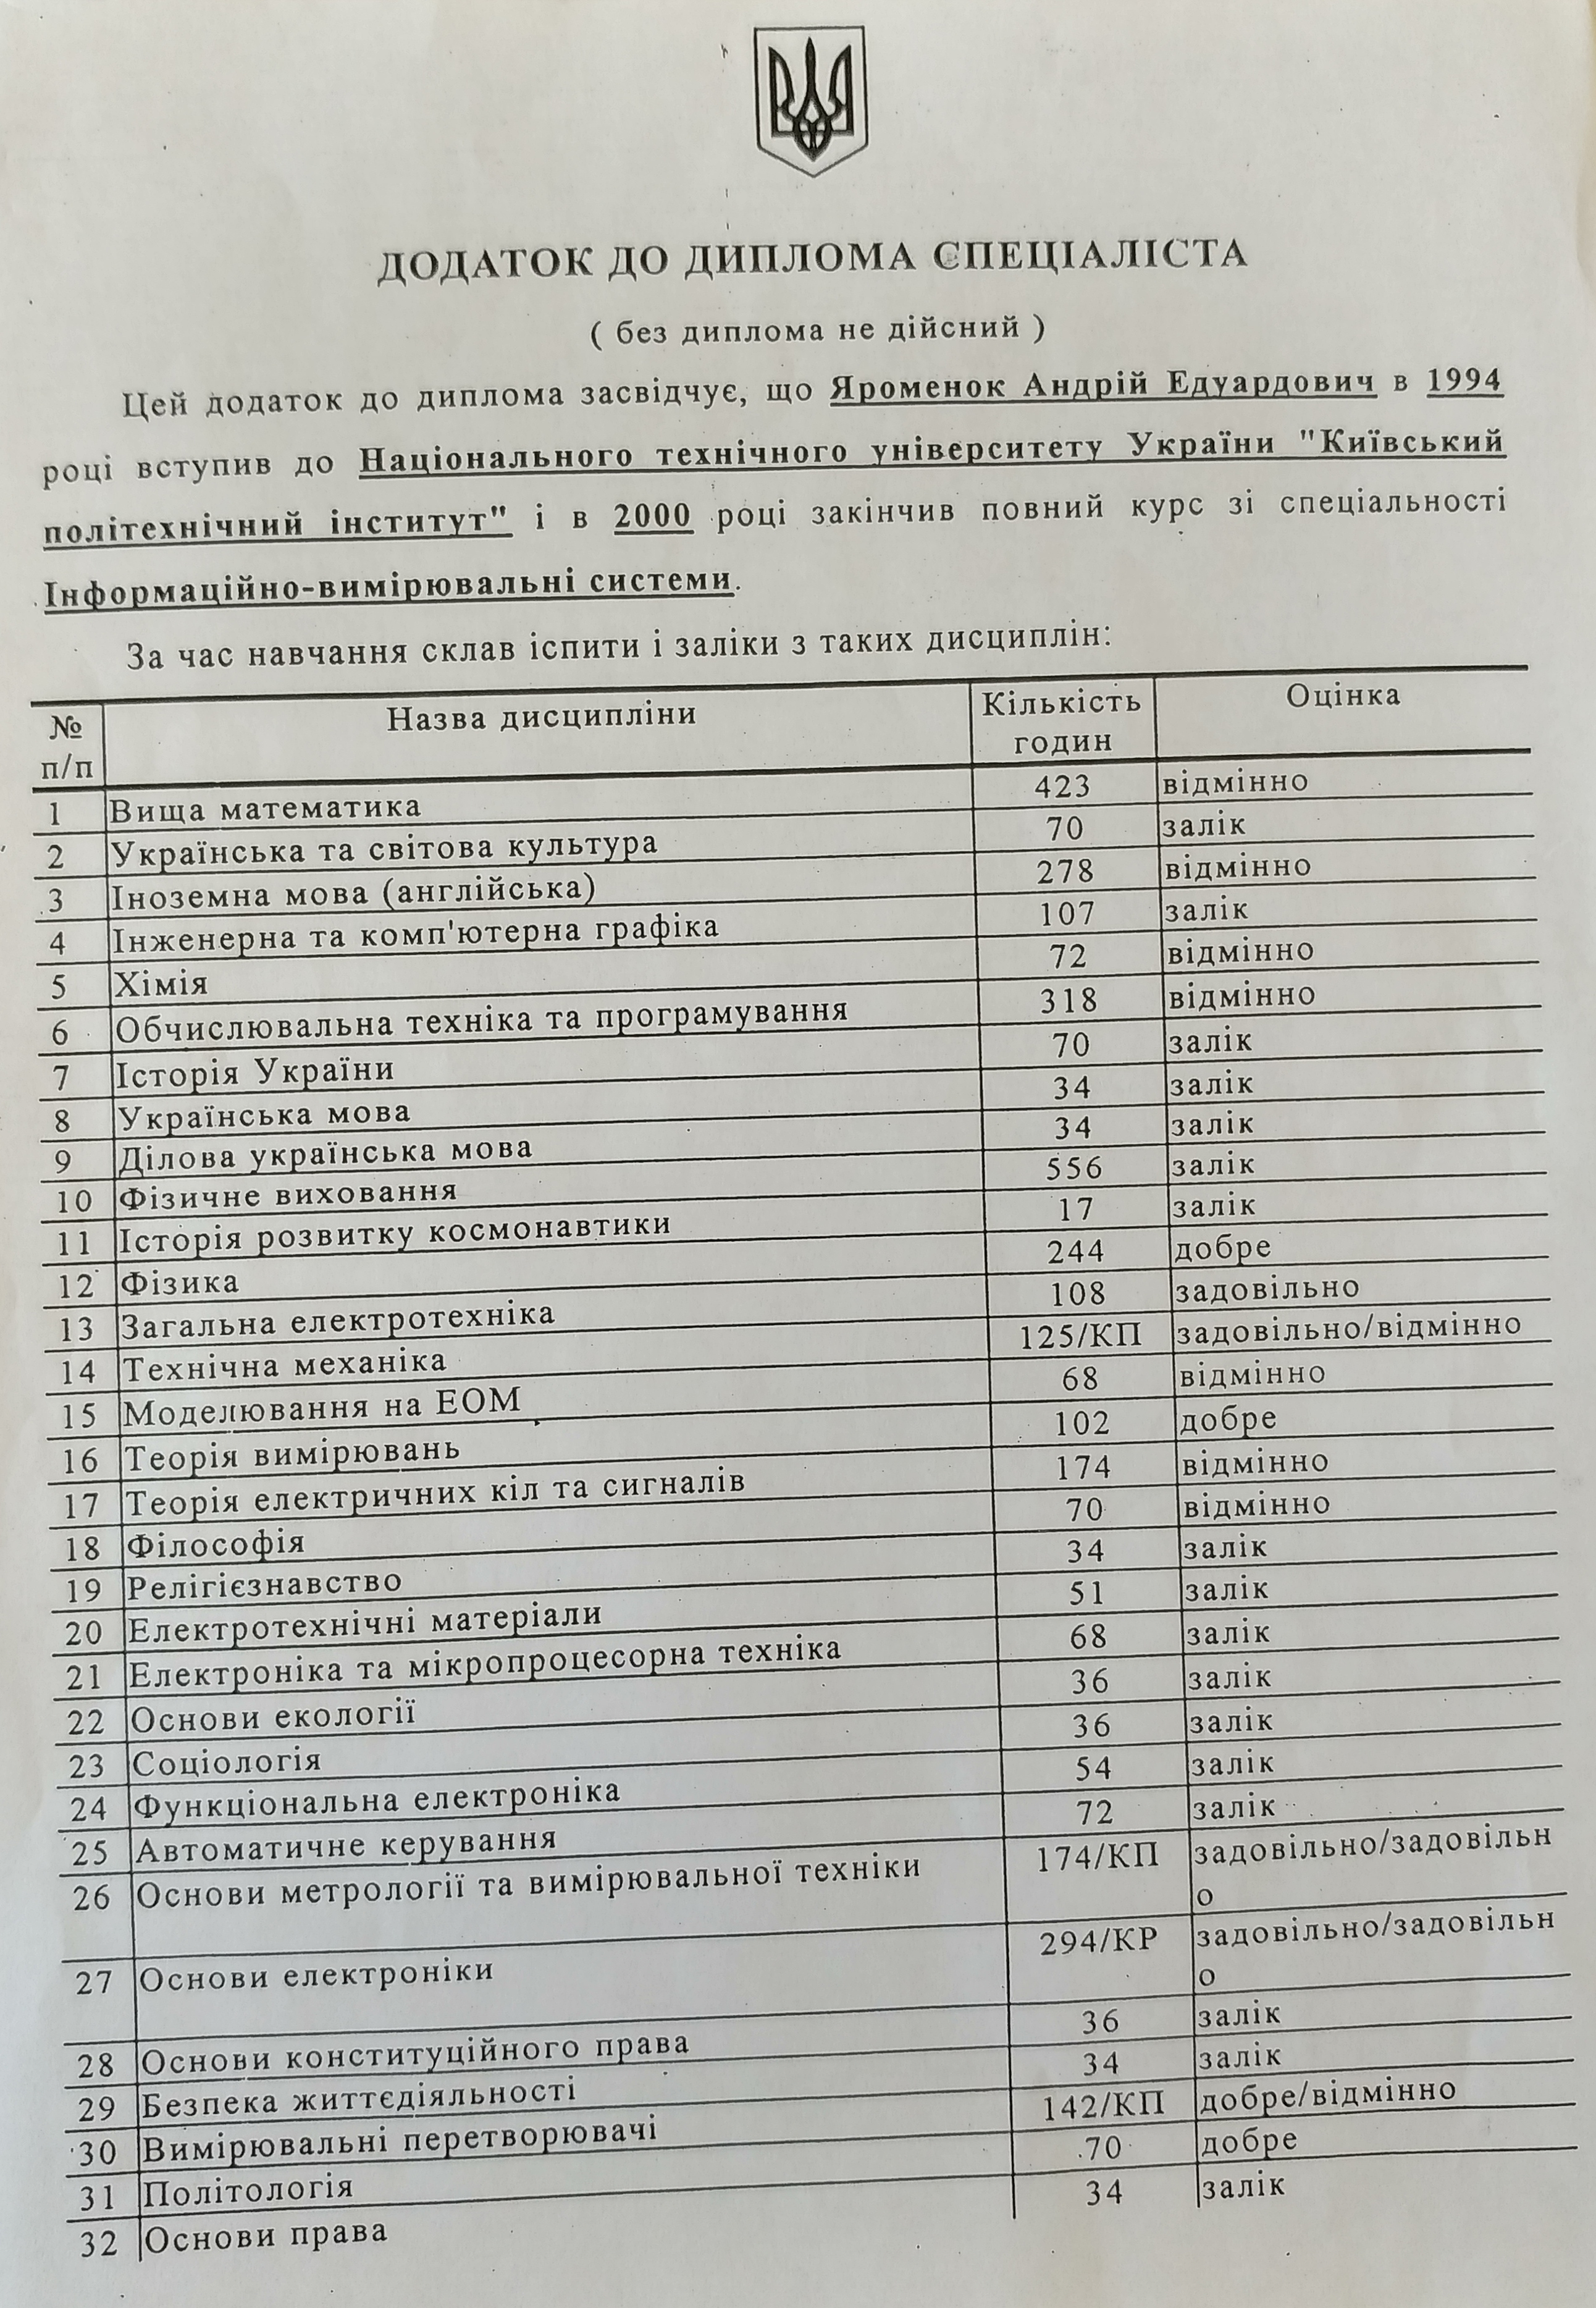 ДОДАТОК ДО ДИПЛОМА СПЕЦІАЛІСТА
( без диплома не дійсний )
Цей додаток до диплома засвідчує, що Яроменок Андрій Едуардович в 1994
році вступив до Національного технічного університету України "Київський
політехнічний інститут" і в 2000 році закінчив повний курс зі спеціальності
Інформаційно-вимірювальні системи.
За час навчання склав іспити і заліки з таких дисциплін:
№ п/п Назва дисципліни Кількість годин Оцінка
1 Вища математика 423 відмінно
2 Українська та світова культура 70 залік
3 Іноземна мова (англійська) 278 відмінно
4 Інженерна та комп'ютерна графіка 107 залік
5 Хімія 72 відмінно
6 Обчислювальна техніка та програмування 318 відмінно
7 Історія України 70 залік
8 Українська мова 34 залік
9 Ділова українська мова 34 залік
10 Фізичне виховання 556 залік
11 Історія розвитку космонавтики 17 залік
12 Фізика 244 добре
13 Загальна електротехніка 108 задовільно
14 Технічна механіка 125/КП задовільно/відмінно
15 Моделювання на ЕОМ 68 відмінно
16 Теорія вимірювань 102 добре
17 Теорія електричних кіл та сигналів 174 відмінно
18 Філософія 70 відмінно
19 Релігієзнавство 34 залік
20 Електротехнічні матеріали 51 залік
21 Електроніка та мікропроцесорна техніка 68 залік
22 Основи екології 36 залік
23 Соціологія 36 залік
24 Функціональна електроніка 54 залік
25 Автоматичне керування 72 залік
26 Основи метрології та вимірювальної техніки 174/КП задовільно/задовільн
о
27 Основи електроніки 294/КР задовільно/задовільн
о
28 Основи конституційного права 36 залік
29 Безпека життєдіяльності 34 залік
30 Вимірювальні перетворювачі 142/КП добре/відмінно
31 Політологія 70 добре
32 Основи права 34 залік